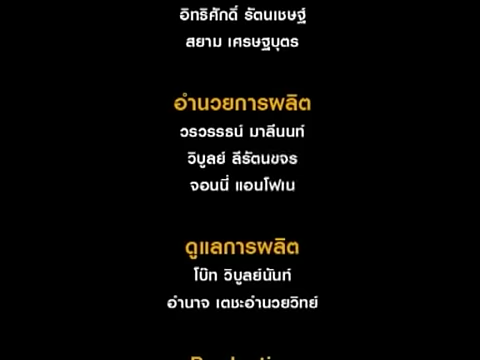 อิทธิศักดิ์ รัตนเชษฐ์
สยาม เศรษฐบุตร
อำนวยการผลิต
วรวรรธน์ มาลีนนท์
วิบูลย์ ลีรัตนขจร
จอนนี่ แอนโฟเน
ดูแลการผลิต
โบ๊ท วิบูลย์นันท์
อำนาจ เตชะอำนวยวิทย์